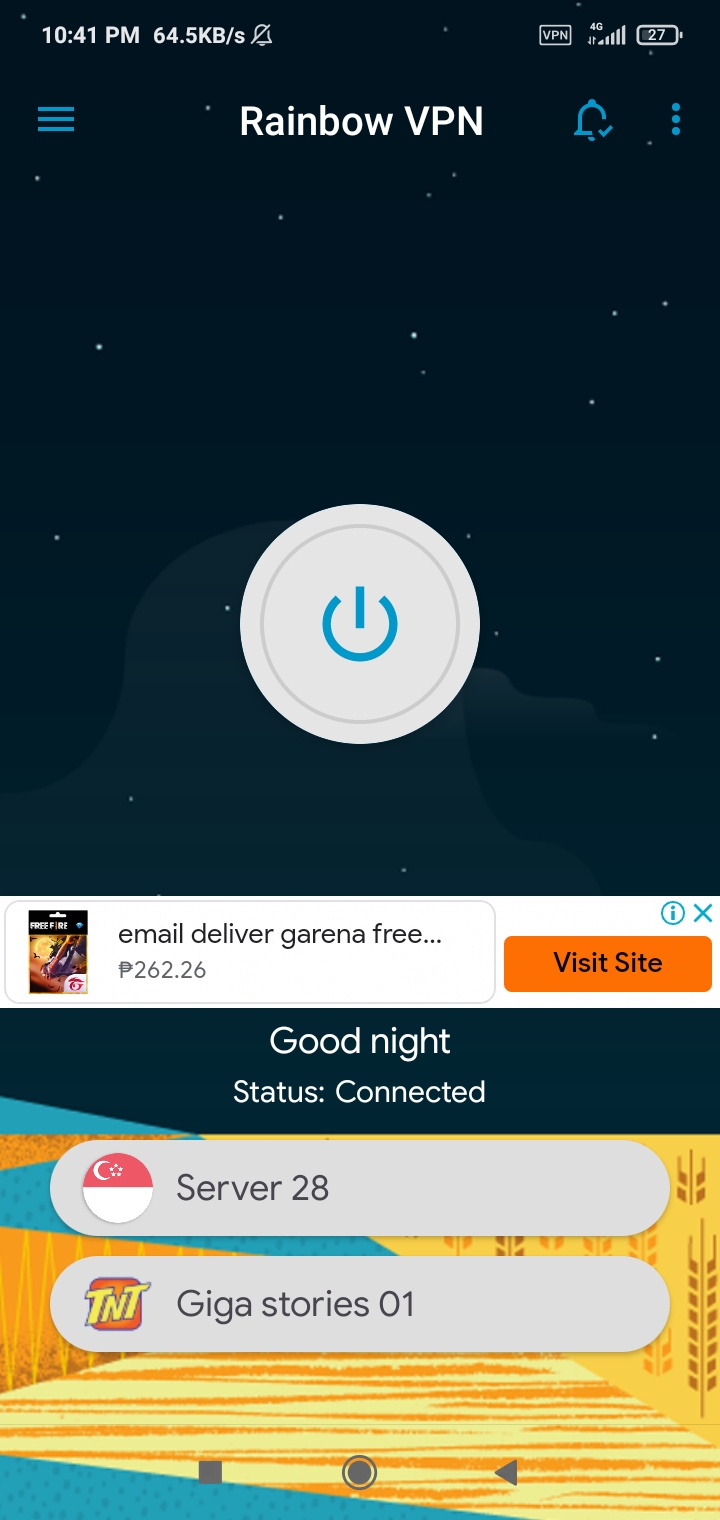 10:41 PM 64.5KB/s VPN 4G 27
Rainbow VPN
FREE FIRE
email deliver garena free...
₱262.26
Visit Site
Good night
Status: Connected
Server 28
TNT
Giga stories 01